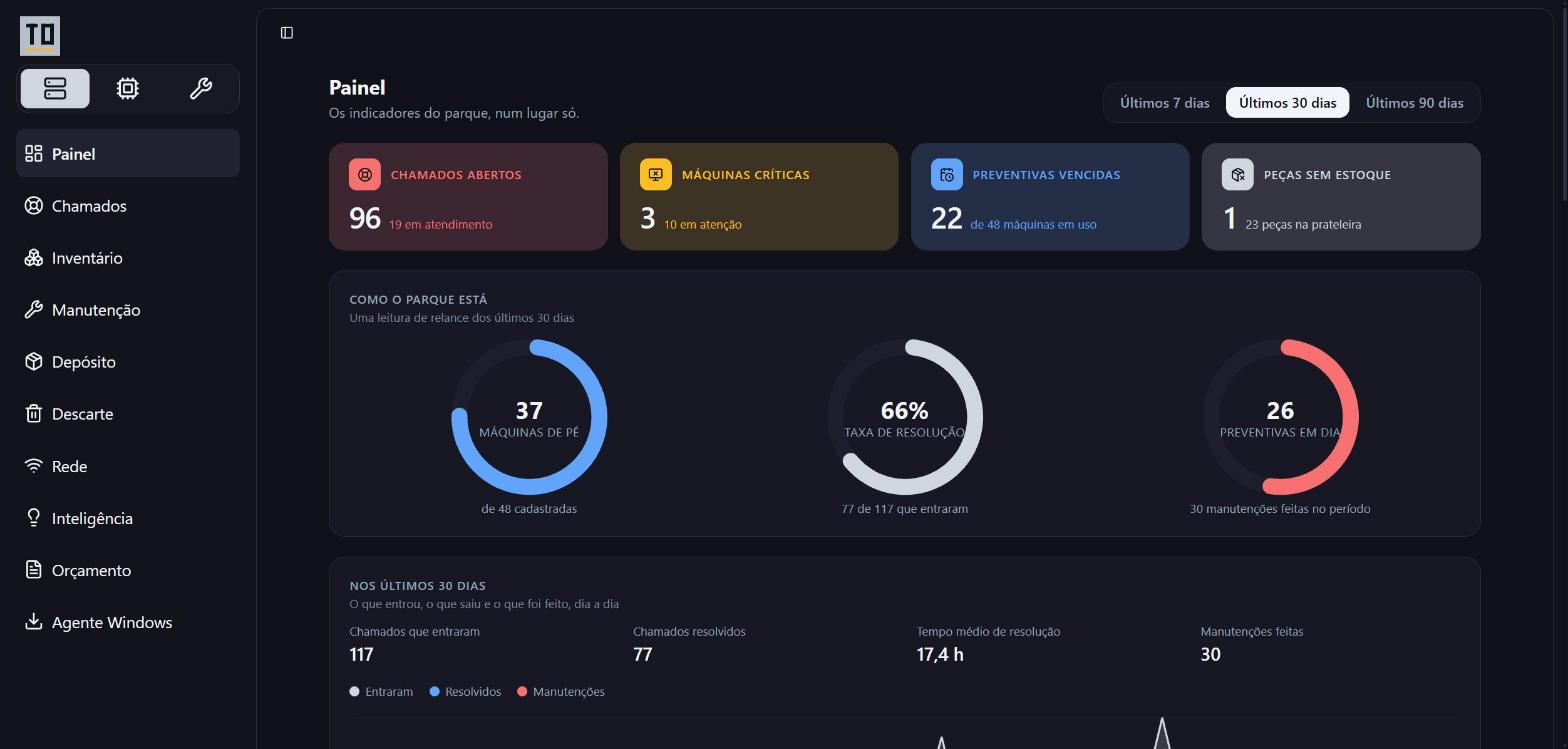 TO
Painel
Chamados
Inventário
Manutenção
Depósito
Descarte
Rede
Inteligência
Orçamento
Agente Windows
Painel
Os indicadores do parque, num lugar só.
Últimos 7 dias
Últimos 30 dias
Últimos 90 dias
CHAMADOS ABERTOS
96 19 em atendimento
MÁQUINAS CRÍTICAS
3 10 em atenção
PREVENTIVAS VENCIDAS
22 de 48 máquinas em uso
PEÇAS SEM ESTOQUE
1 23 peças na prateleira
COMO O PARQUE ESTÁ
Uma leitura de relance dos últimos 30 dias
37
MÁQUINAS DE PÉ
de 48 cadastradas
66%
TAXA DE RESOLUÇÃO
77 de 117 que entraram
26
PREVENTIVAS EM DIA
30 manutenções feitas no período
NOS ÚLTIMOS 30 DIAS
O que entrou, o que saiu e o que foi feito, dia a dia
Chamados que entraram
117
Chamados resolvidos
77
Tempo médio de resolução
17,4 h
Manutenções feitas
30
Entraram
Resolvidos
Manutenções